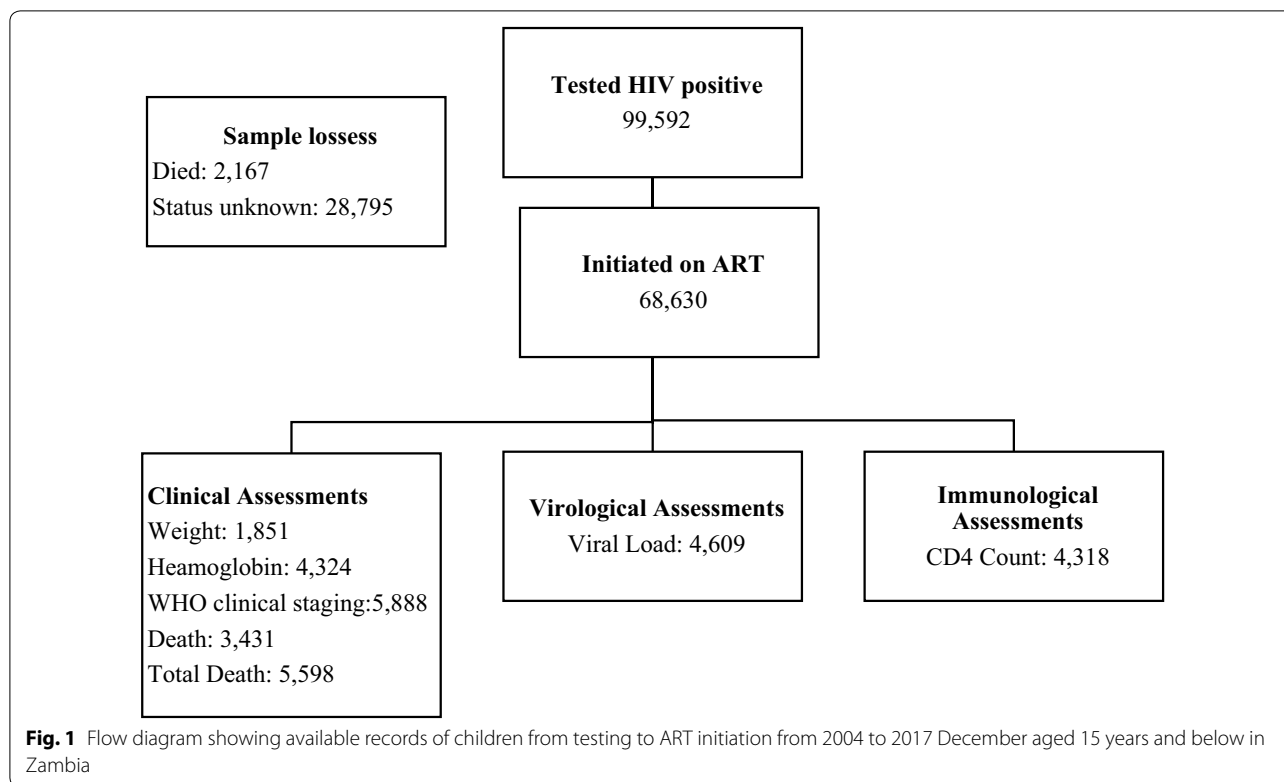 Tested HIV positive
99,592
Sample lossess
Died: 2,167
Status unknown: 28,795
Initiated on ART
68,630
Clinical Assessments
Weight: 1,851
Heamoglobin: 4,324
WHO clinical staging:5,888
Death: 3,431
Total Death: 5,598
Virological Assessments
Viral Load: 4,609
Immunological
Assessments
CD4 Count: 4,318
Fig. 1 Flow diagram showing available records of children from testing to ART initiation from 2004 to 2017 December aged 15 years and below in
Zambia